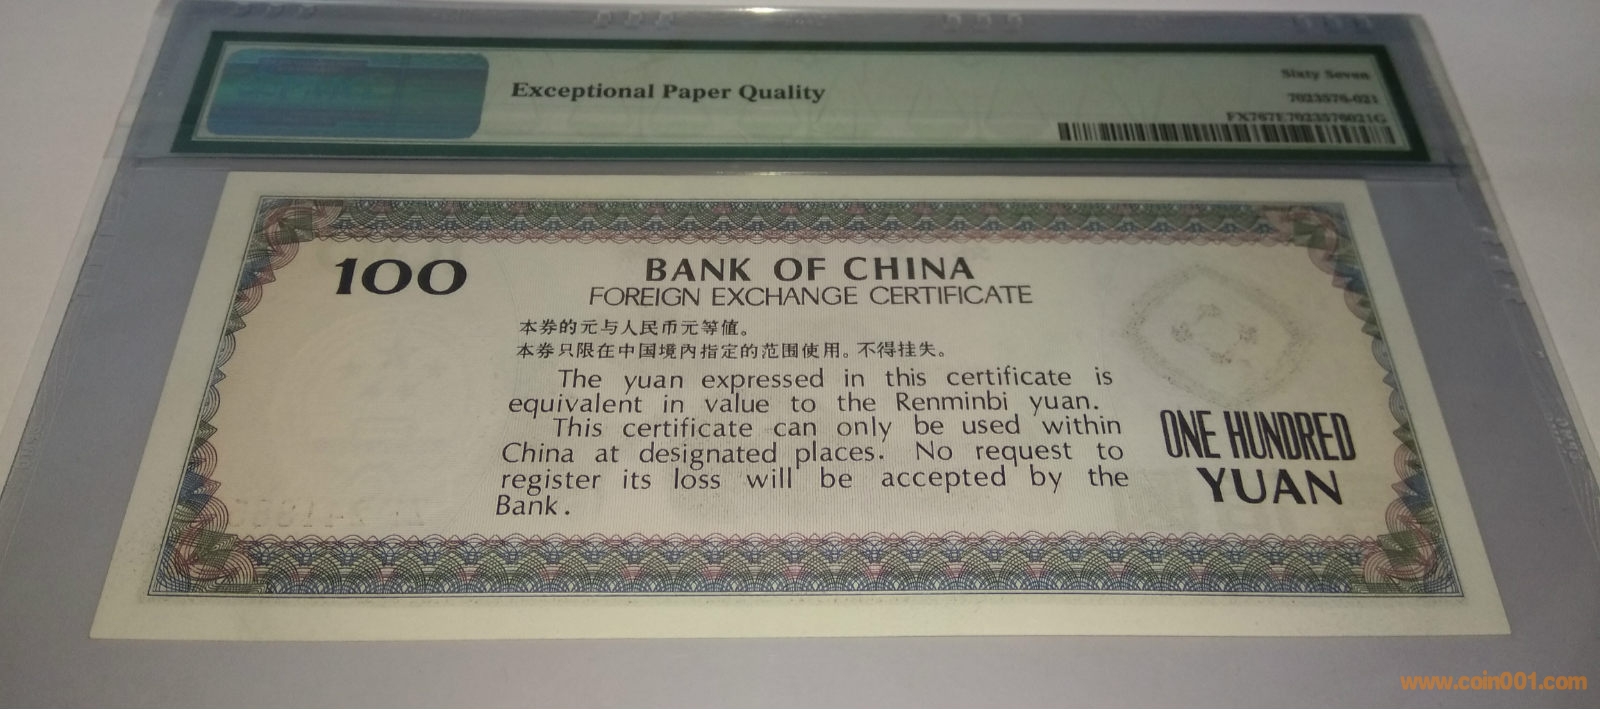 Exceptional Paper Quality
Sixty Seven
7023576-021
FX767E7023576021G
100
BANK OF CHINA
FOREIGN EXCHANGE CERTIFICATE
本券的元与人民币元等值。
本券只限在中国境内指定的范围使用。不得挂失。
The yuan expressed in this certificate is
equivalent in value to the Renminbi yuan.
This certificate can only be used within
China at designated places. No request to
register its loss will be accepted by the
Bank.
ONE HUNDRED
YUAN
www.coin001.com